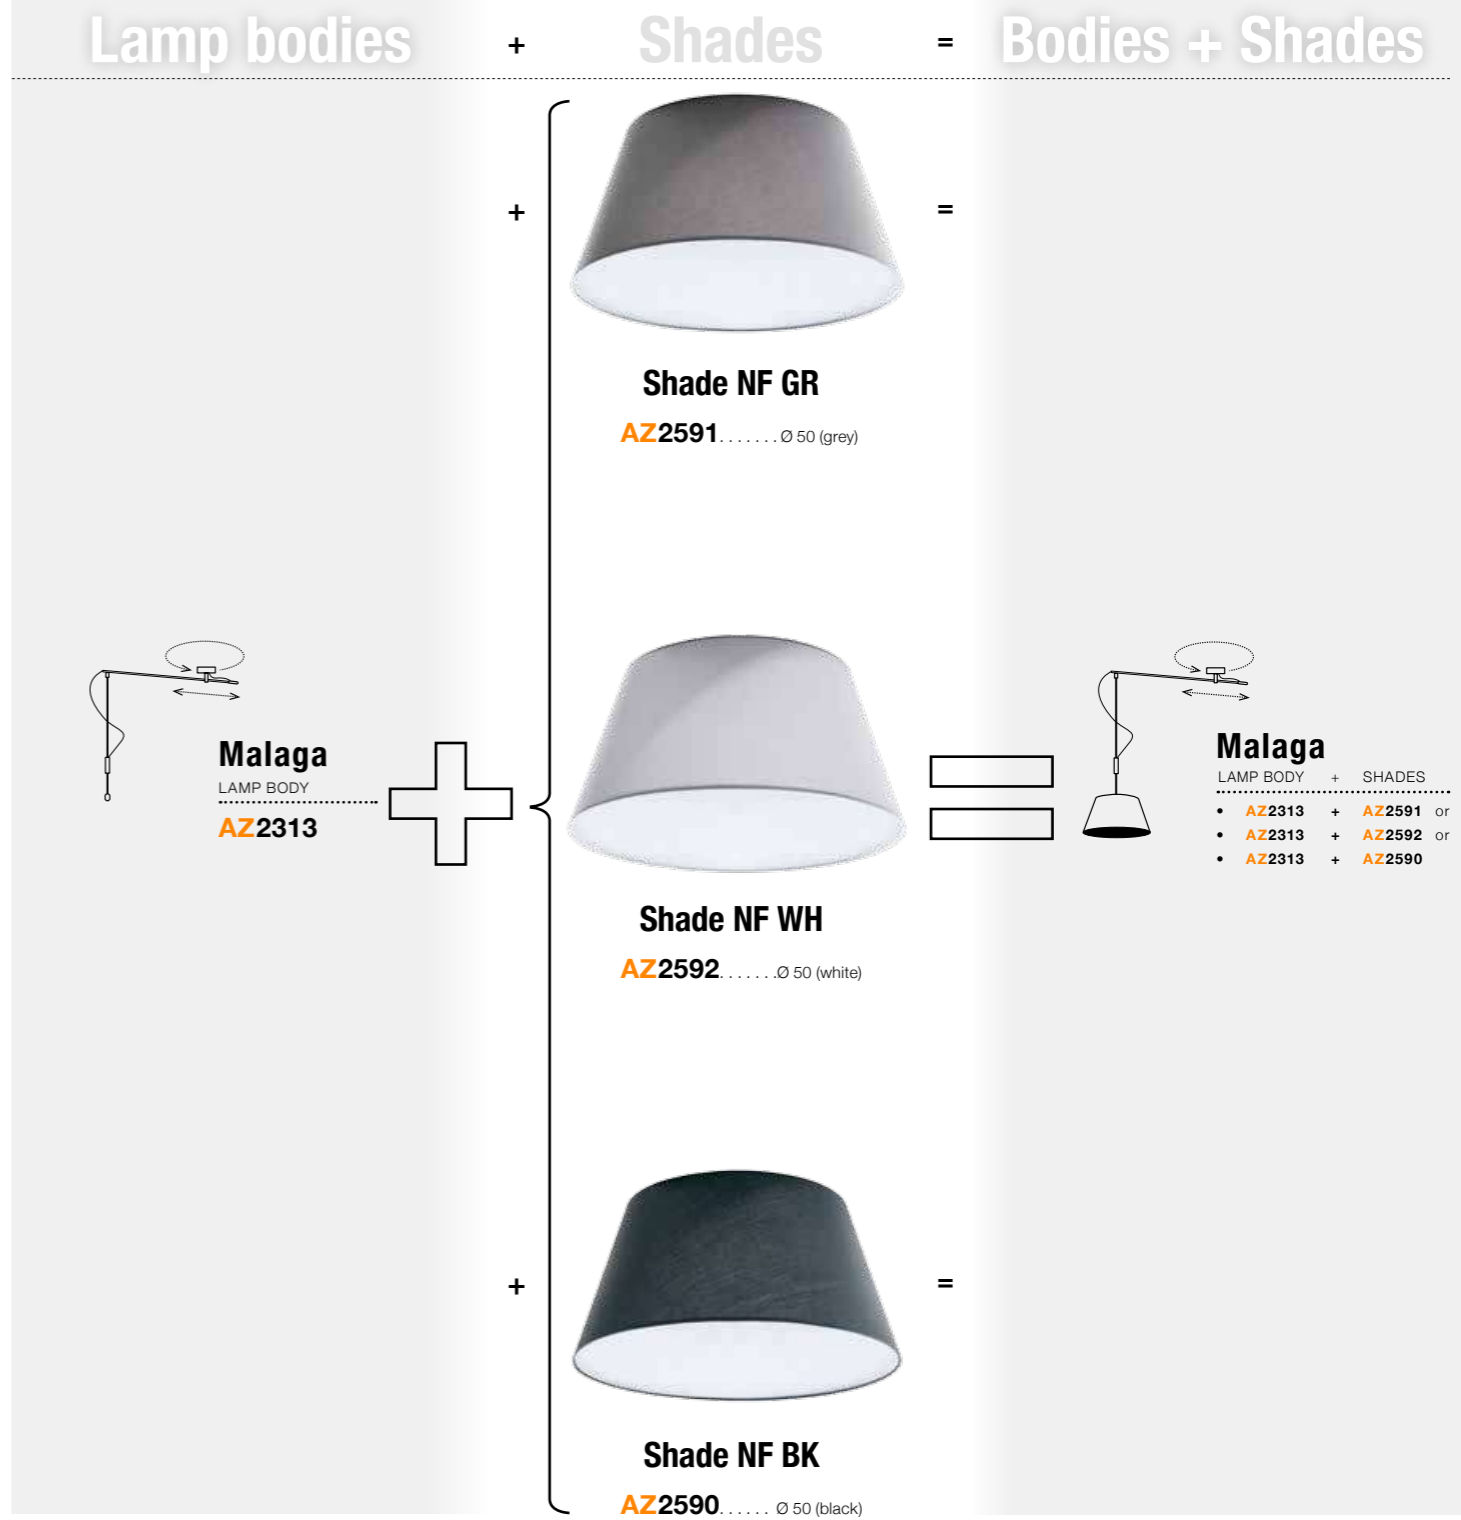 Lamp bodies + Shades = Bodies + Shades
+ =
Shade NF GR
AZ2591....... Ø 50 (grey)
Malaga
LAMP BODY
AZ2313
Shade NF WH
AZ2592.......Ø 50 (white)
Malaga
LAMP BODY + SHADES
• AZ2313 + AZ2591 or
• AZ2313 + AZ2592 or
• AZ2313 + AZ2590
+ =
Shade NF BK
AZ2590...... Ø 50 (black)